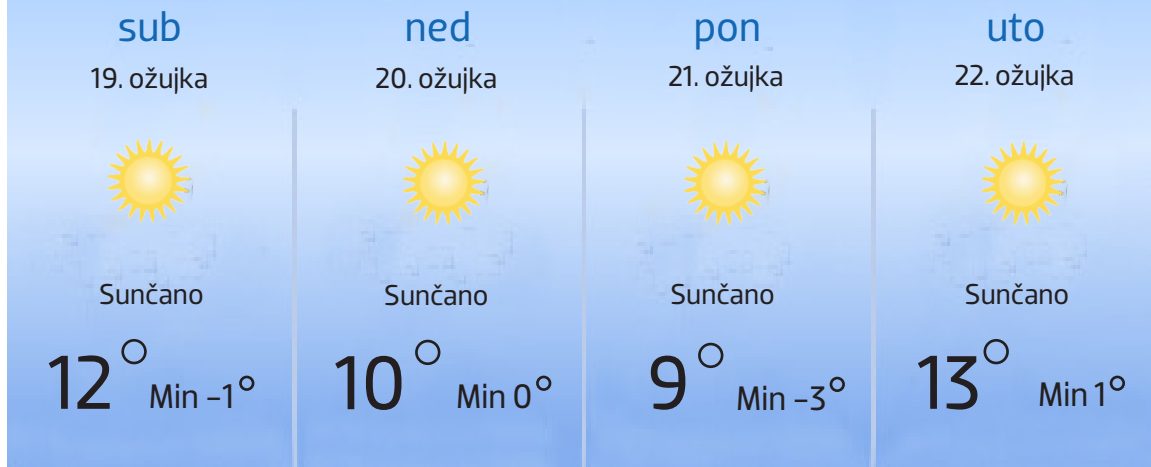 sub
19. ožujka
Sunčano
12° Min -1°
ned
20. ožujka
Sunčano
10° Min 0°
pon
21. ožujka
Sunčano
9° Min -3°
uto
22. ožujka
Sunčano
13° Min 1°